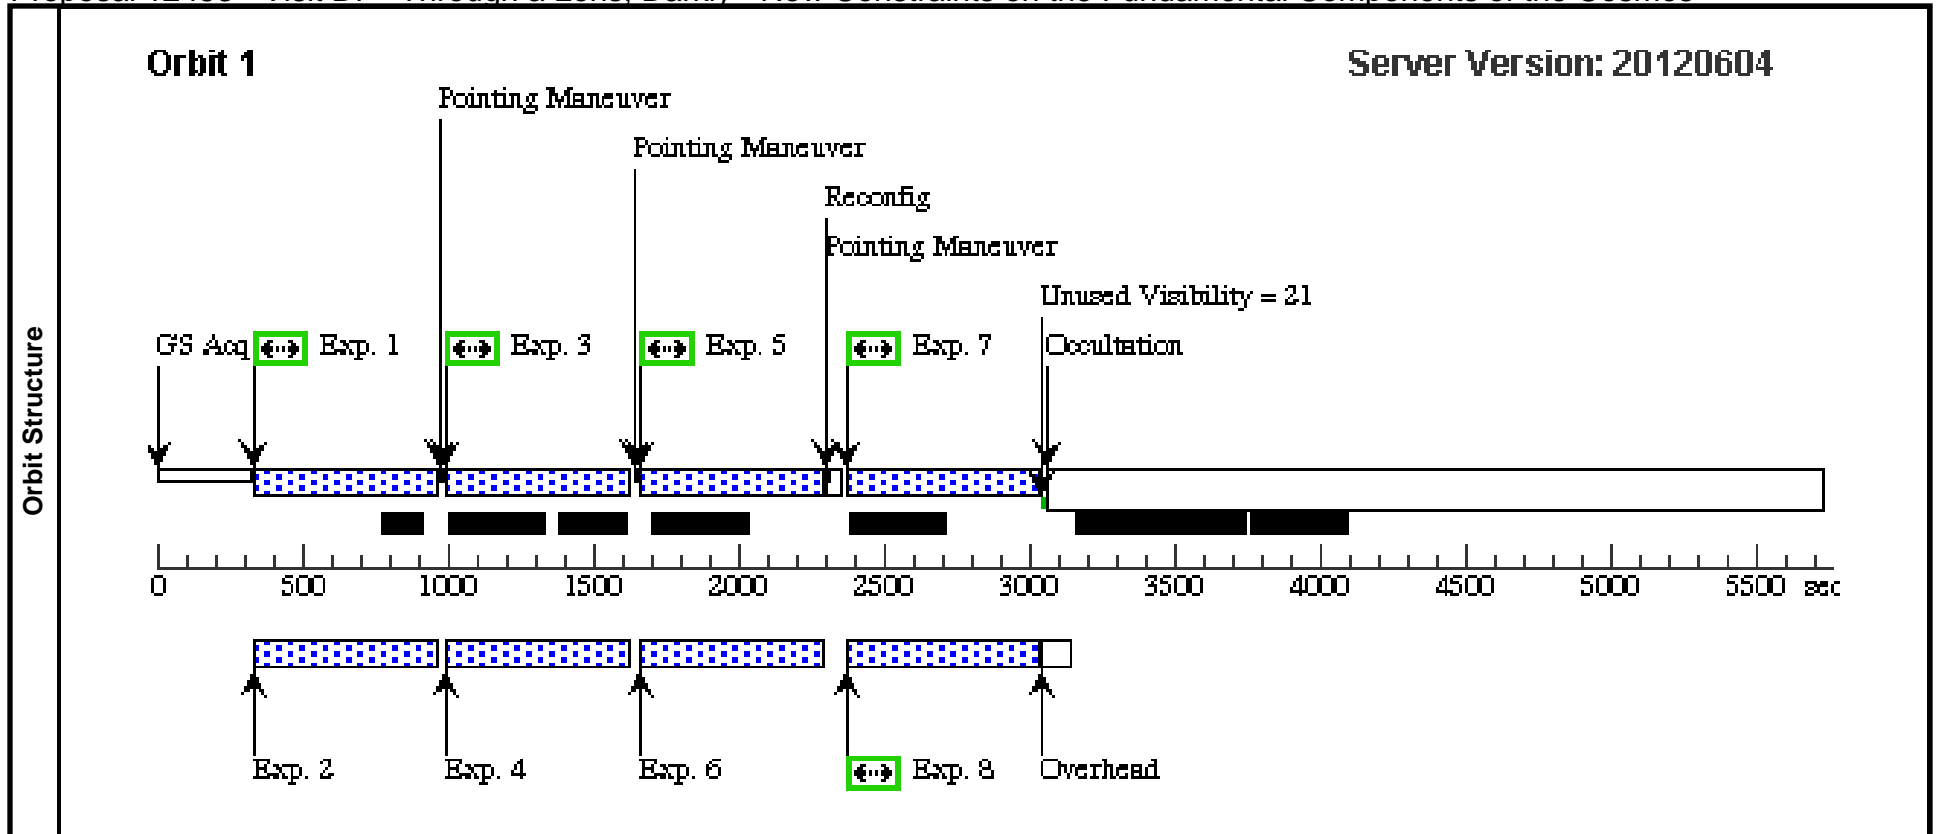 Orbit 1
Server Version: 20120604
Pointing Maneuver
Pointing Maneuver
Reconfig
Pointing Maneuver
Unused Visibility = 21
GS Acq
Exp. 1
Exp. 3
Exp. 5
Exp. 7
Occultation
Orbit Structure
0 500 1000 1500 2000 2500 3000 3500 4000 4500 5000 5500 sec
Exp. 2
Exp. 4
Exp. 6
Exp. 8
Overhead